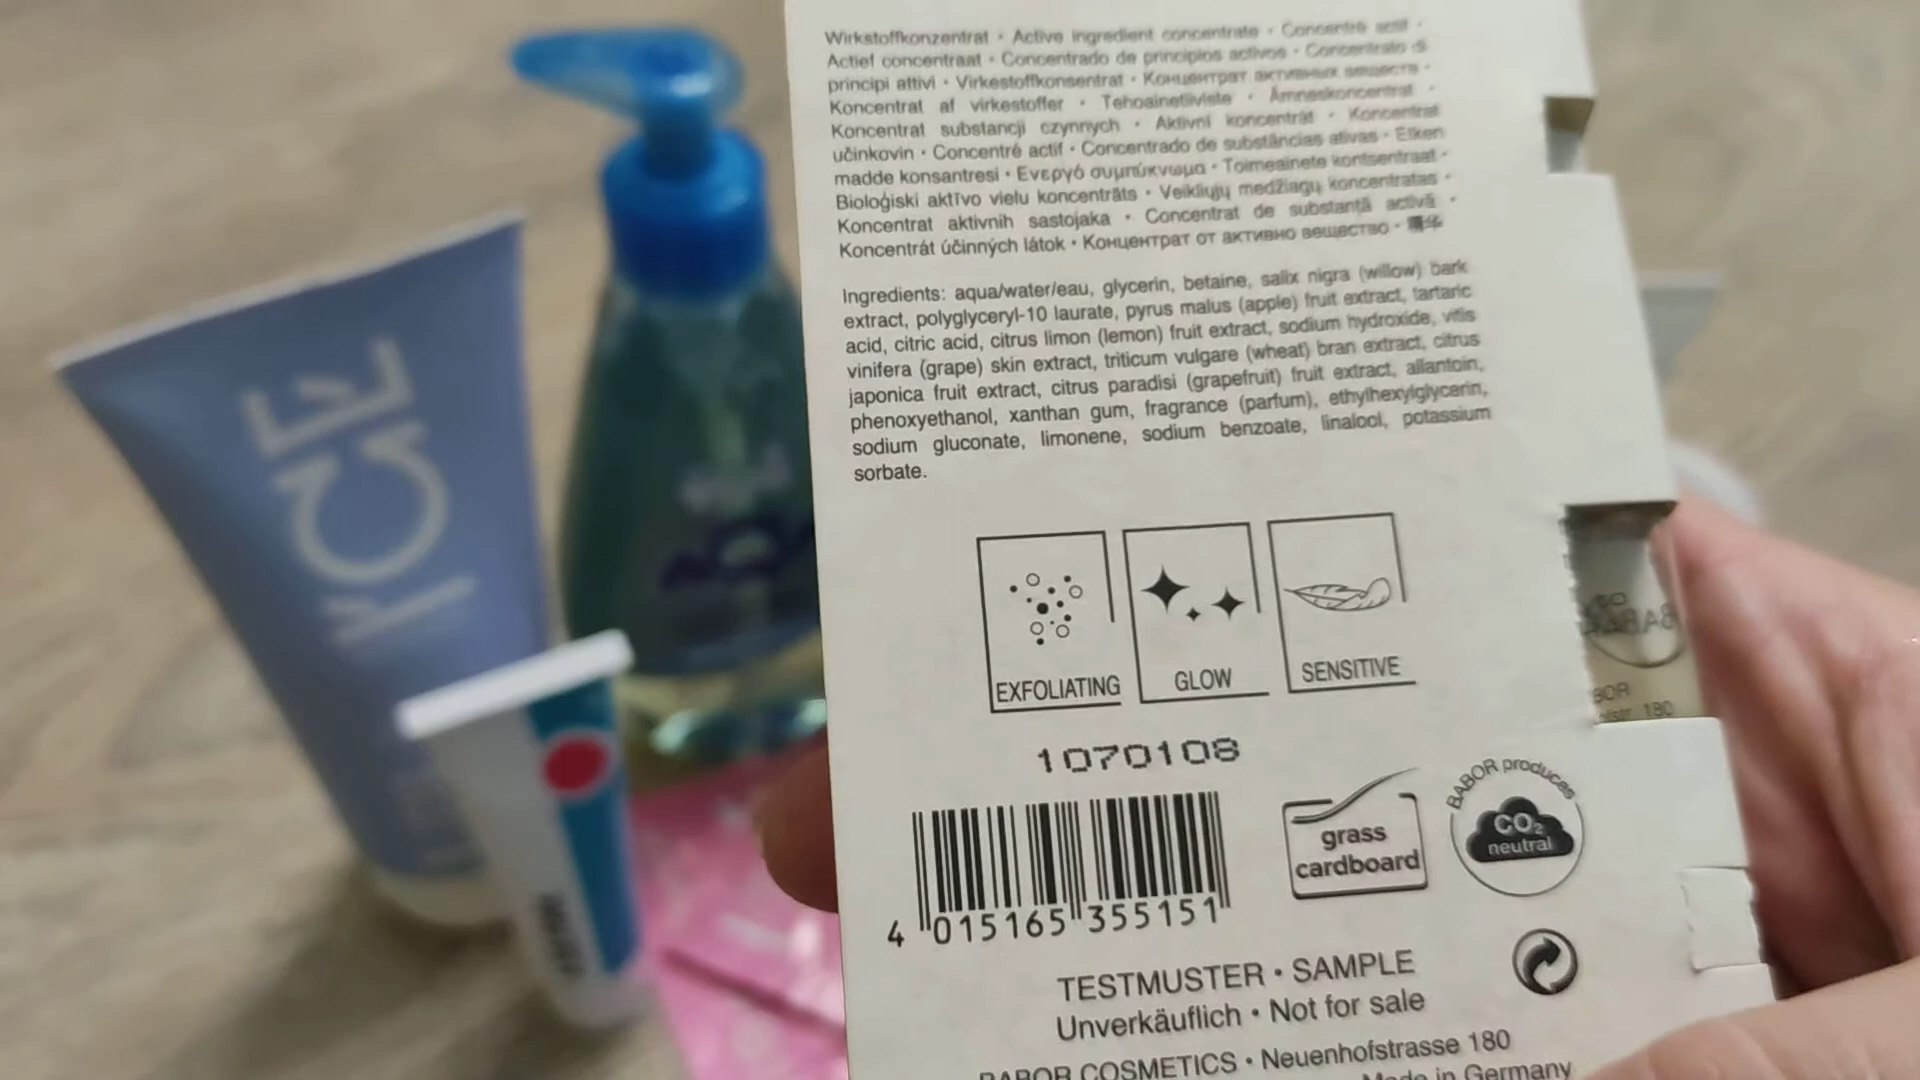 Wirkstoffkonzentrat • Active ingredient concentrate • Concentré actif •
Actief concentraat • Concentrado de principios activos • Concentrato di
principi attivi • Virkestoffkonsentrat • Концентрат активных веществ •
Koncentrat af virkestoffer • Tehoainetiiviste • Ämneskoncentrat •
Koncentrat substancji czynnych • Aktivní koncentrát • Koncentrat
učinkovin • Concentré actif • Concentrado de substâncias ativas • Etken
madde konsantresi • Ενεργό συμπύκνωμα • Toimeainete kontsentraat •
Bioloģiski aktīvo vielu koncentrāts • Veikliųjų medžiagų koncentratas •
Koncentrat aktivnih sastojaka • Concentrat de substanță activă •
Koncentrát účinných látok • Концентрат от активно вещество •
Ingredients: aqua/water/eau, glycerin, betaine, salix nigra (willow) bark
extract, polyglyceryl-10 laurate, pyrus malus (apple) fruit extract, tartaric
acid, citric acid, citrus limon (lemon) fruit extract, sodium hydroxide, vitis
vinifera (grape) skin extract, triticum vulgare (wheat) bran extract, citrus
japonica fruit extract, citrus paradisi (grapefruit) fruit extract, allantoin,
phenoxyethanol, xanthan gum, fragrance (parfum), ethylhexylglycerin,
sodium gluconate, limonene, sodium benzoate, linalool, potassium
sorbate.
EXFOLIATING
GLOW
SENSITIVE
1070108
4 015165 355151
grass
cardboard
BABOR produces
CO₂
neutral
TESTMUSTER • SAMPLE
Unverkäuflich • Not for sale
BABOR COSMETICS • Neuenhofstrasse 180
Made in Germany
Y.C.E
180